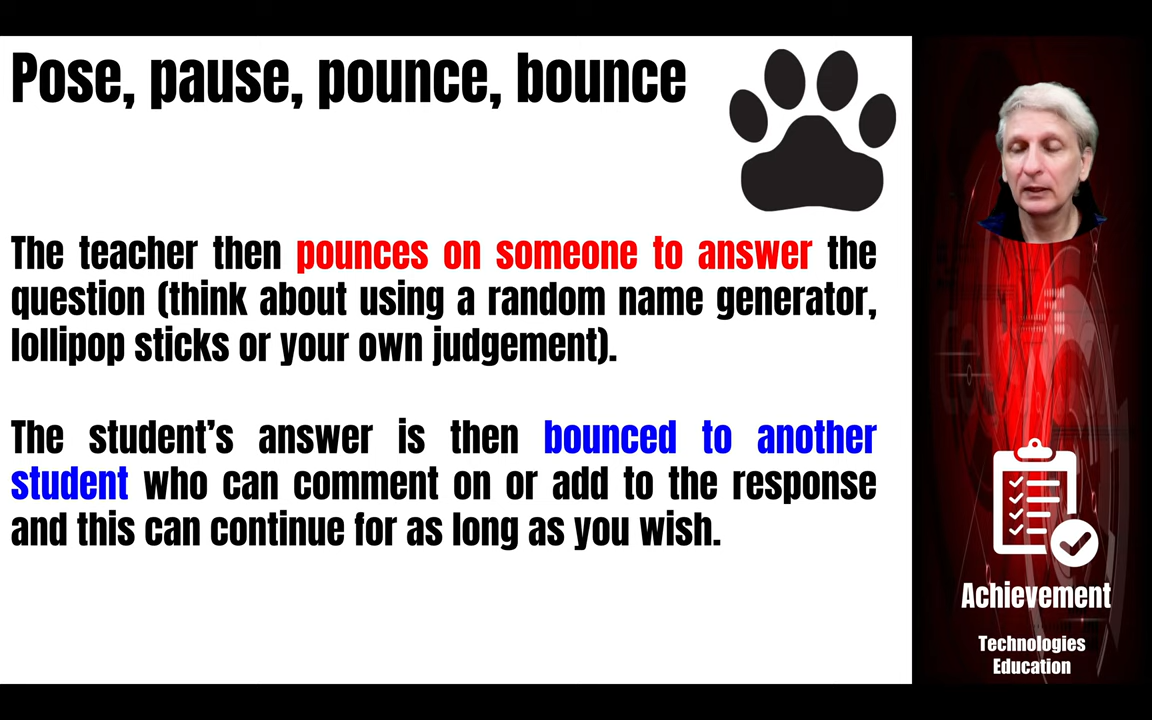 Pose, pause, pounce, bounce
The teacher then pounces on someone to answer the
question (think about using a random name generator,
lollipop sticks or your own judgement).
The student’s answer is then bounced to another
student who can comment on or add to the response
and this can continue for as long as you wish.
Achievement
Technologies
Education